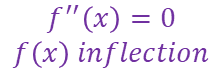 f''(x) = 0
f(x) inflection